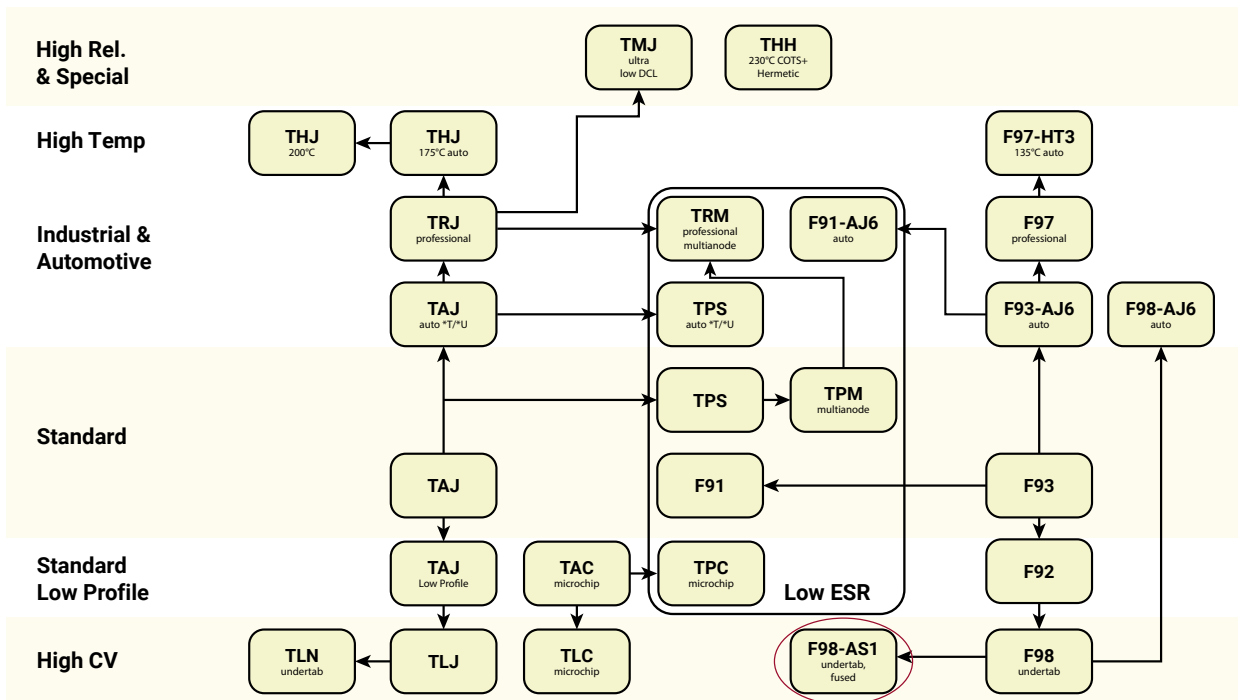 High Rel.
& Special
TMJ
ultra
low DCL
THH
230°C COTS+
Hermetic
High Temp
THJ
200°C
THJ
175°C auto
F97-HT3
135°C auto
Industrial &
Automotive
TRJ
professional
TRM
professional
multianode
F91-AJ6
auto
F97
professional
TAJ
auto *T/*U
TPS
auto *T/*U
F93-AJ6
auto
F98-AJ6
auto
Standard
TPS
TPM
multianode
TAJ
F91
F93
Standard
Low Profile
TAJ
Low Profile
TAC
microchip
TPC
microchip
Low ESR
F92
High CV
TLN
undertab
TLJ
TLC
microchip
F98-AS1
undertab,
fused
F98
undertab